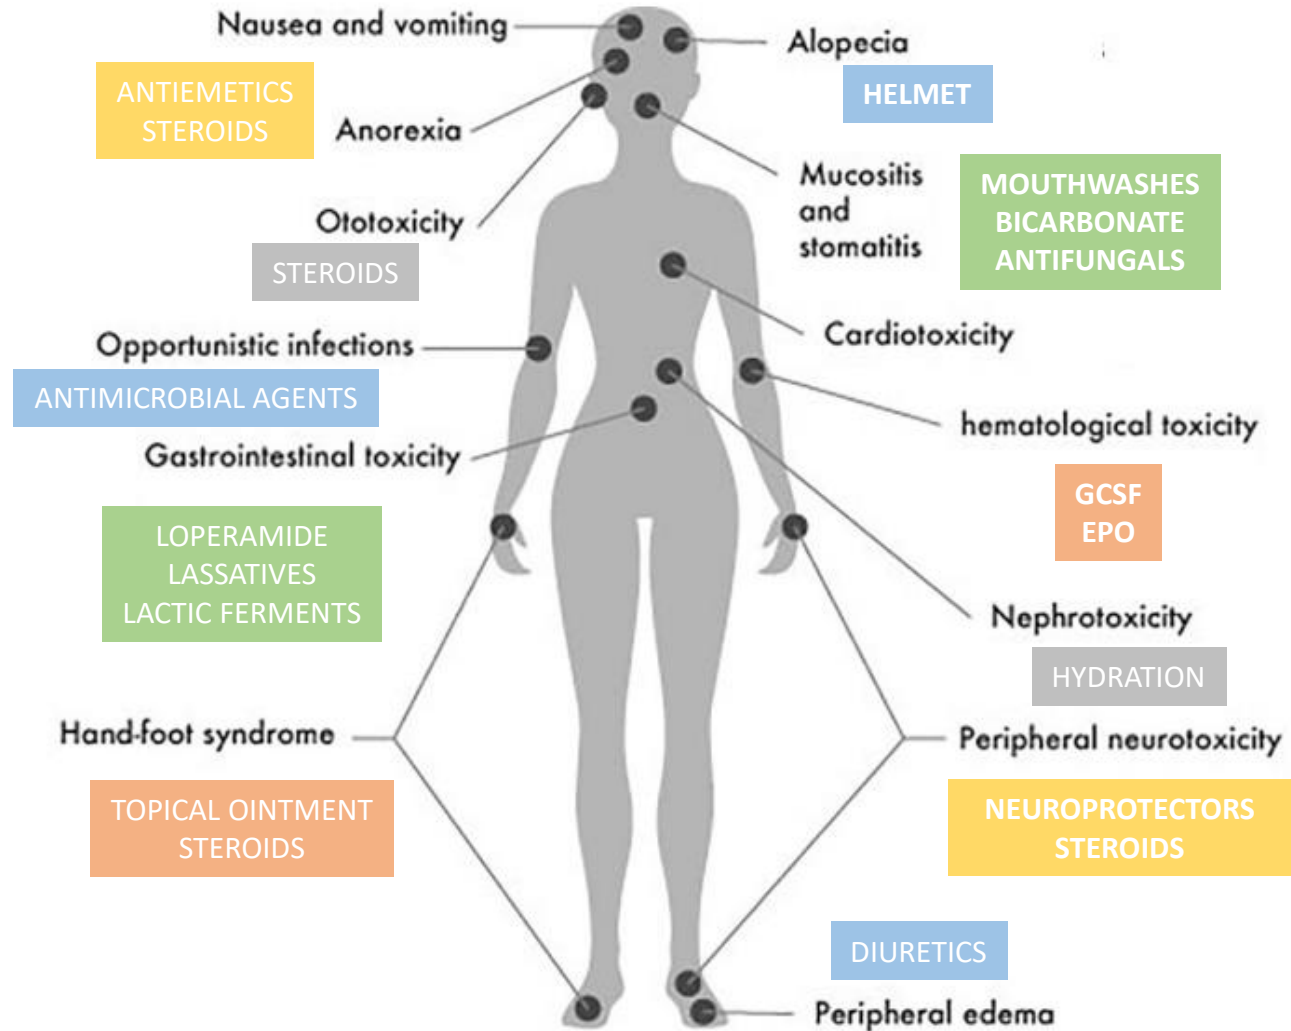 Nausea and vomiting
Alopecia
ANTIEMETICS
STEROIDS
HELMET
Anorexia
Mucositis
and
stomatitis
MOUTHWASHES
BICARBONATE
ANTIFUNGALS
Ototoxicity
STEROIDS
Cardiotoxicity
Opportunistic infections
ANTIMICROBIAL AGENTS
hematological toxicity
GCSF
EPO
Gastrointestinal toxicity
LOPERAMIDE
LASSATIVES
LACTIC FERMENTS
Nephrotoxicity
HYDRATION
Hand-foot syndrome
TOPICAL OINTMENT
STEROIDS
Peripheral neurotoxicity
NEUROPROTECTORS
STEROIDS
DIURETICS
Peripheral edema